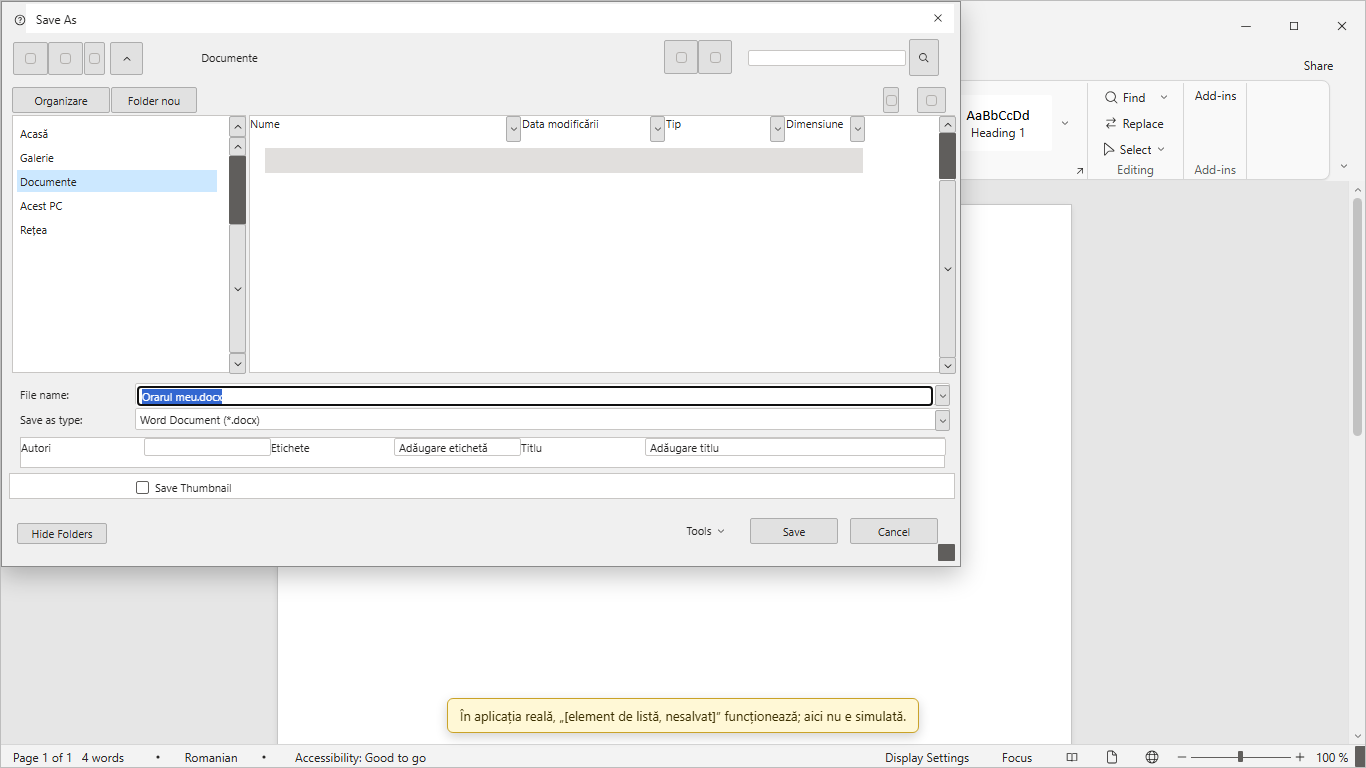 Save As
Documente
Organizare
Folder nou
Acasă
Galerie
Documente
Acest PC
Rețea
Nume
Data modificării
Tip
Dimensiune
File name:
Orarul meu.docx
Save as type:
Word Document (*.docx)
Autori
Etichete
Adăugare etichetă
Titlu
Adăugare titlu
Save Thumbnail
Hide Folders
Tools
Save
Cancel
Share
AaBbCcDd
Heading 1
Find
Replace
Select
Editing
Add-ins
Add-ins
În aplicația reală, „[element de listă, nesalvat]” funcționează; aici nu e simulată.
Page 1 of 1
4 words
Romanian
Accessibility: Good to go
Display Settings
Focus
100 %